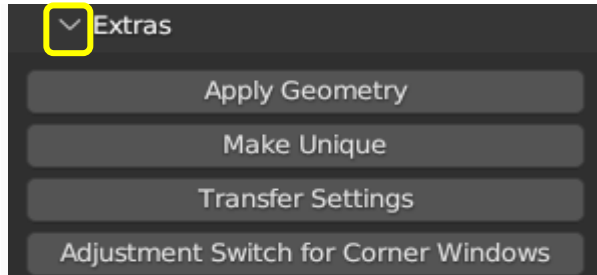 Extras
Apply Geometry
Make Unique
Transfer Settings
Adjustment Switch for Corner Windows